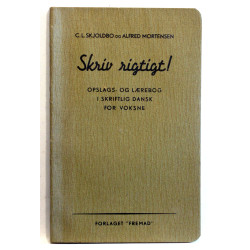 C. L. SKJOLDBO OG ALFRED MORTENSEN
Skriv rigtigt!
OPSLAGS- OG LÆREBOG
I SKRIFTLIG DANSK
FOR VOKSNE
FORLAGET "FREMAD"